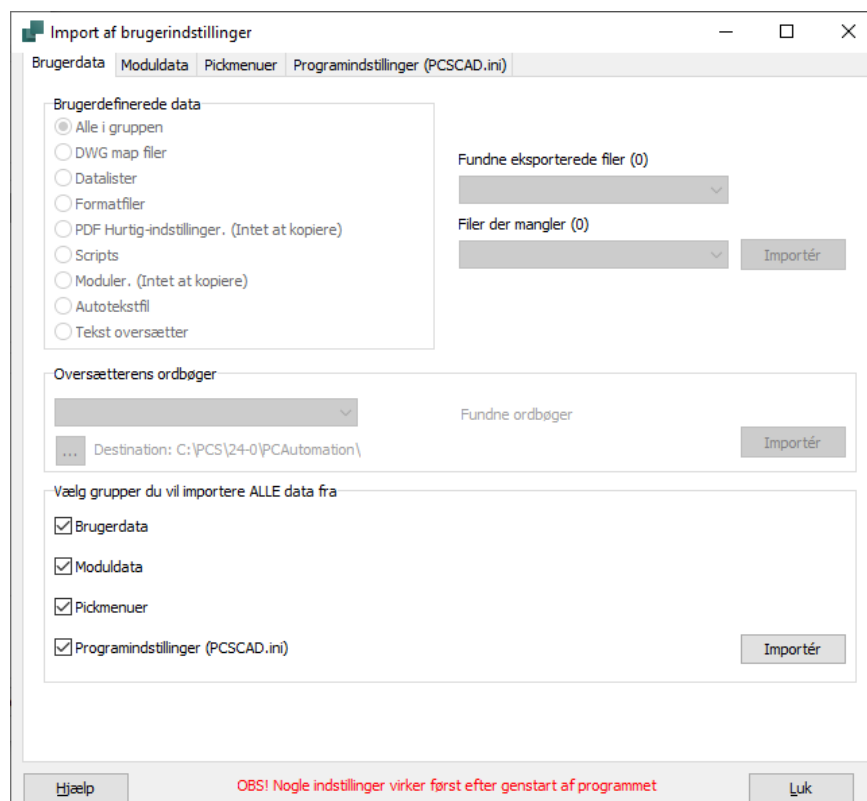 Import af brugerindstillinger
Brugerdata Moduldata Pickmenuer Programindstillinger (PCSCAD.ini)
Brugerdefinerede data
Alle i gruppen
DWG map filer
Datalister
Formatfiler
PDF Hurtig-indstillinger. (Intet at kopiere)
Scripts
Moduler. (Intet at kopiere)
Autotekstfil
Tekst oversætter
Fundne eksporterede filer (0)
Filer der mangler (0)
Importér
Oversætterens ordbøger
Fundne ordbøger
... Destination: C:\PCS\24-0\PCAutomation\
Importér
Vælg grupper du vil importere ALLE data fra
Brugerdata
Moduldata
Pickmenuer
Programindstillinger (PCSCAD.ini)
Importér
Hjælp OBS! Nogle indstillinger virker først efter genstart af programmet Luk